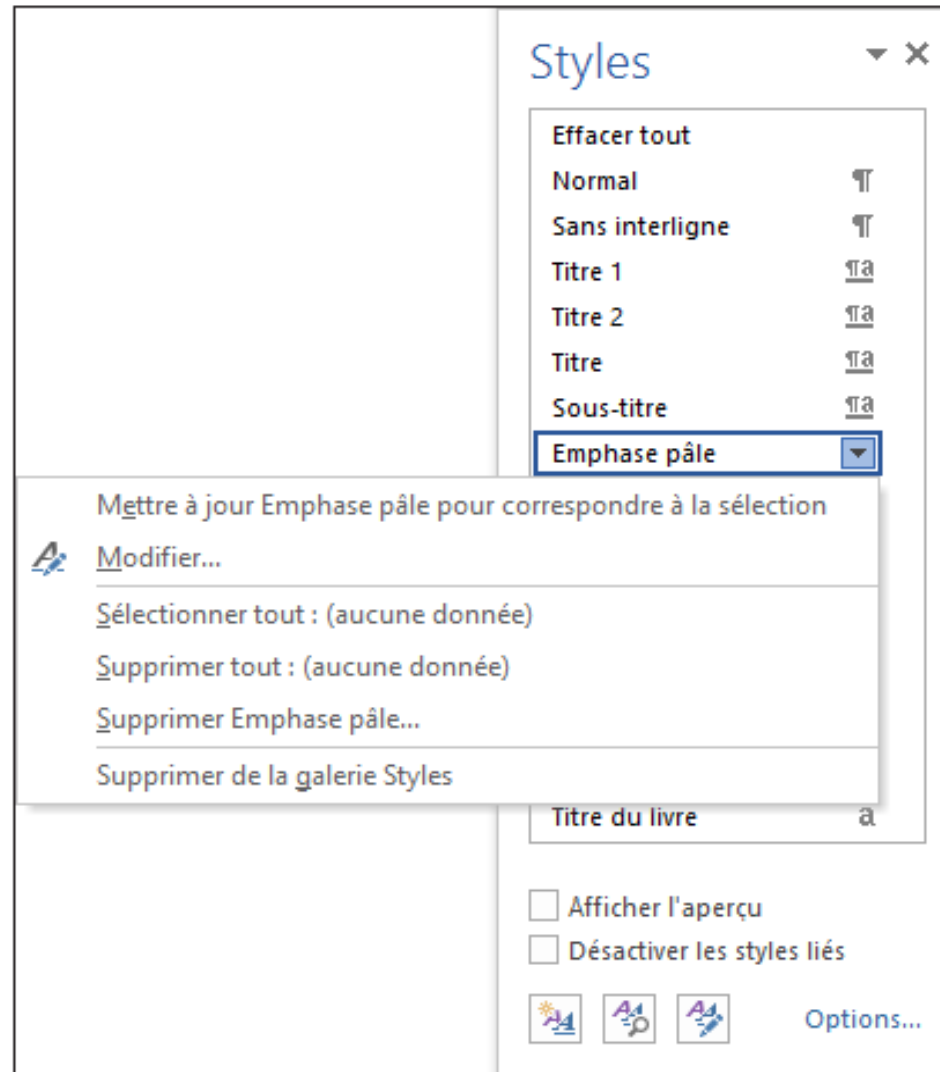 Styles
Effacer tout
Normal ¶
Sans interligne ¶
Titre 1 ¶a
Titre 2 ¶a
Titre ¶a
Sous-titre ¶a
Emphase pâle
Mettre à jour Emphase pâle pour correspondre à la sélection
Modifier...
Sélectionner tout : (aucune donnée)
Supprimer tout : (aucune donnée)
Supprimer Emphase pâle...
Supprimer de la galerie Styles
Titre du livre a
Afficher l'aperçu
Désactiver les styles liés
Options...